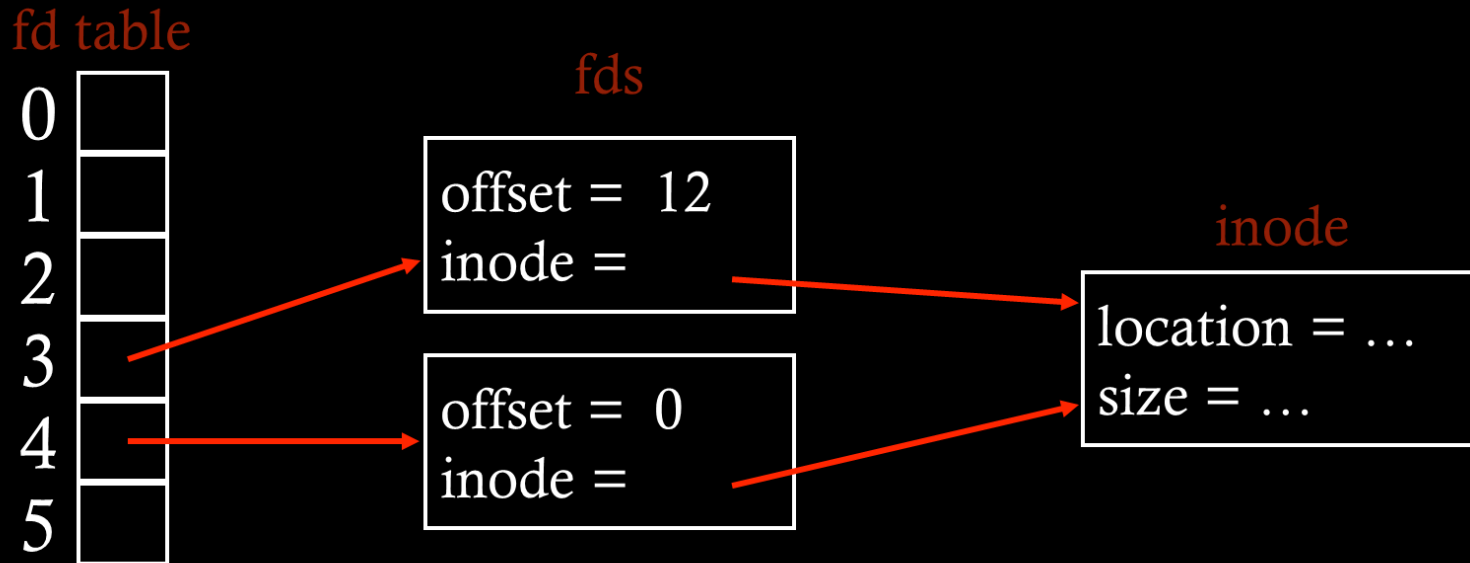 fd table
0
1
2
3
4
5
fds
offset = 12
inode =
offset = 0
inode =
inode
location = …
size = …